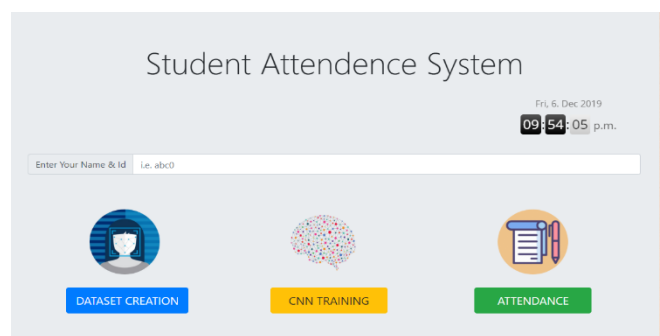 Student Attendence System
Fri, 6. Dec 2019
09:54:05 p.m.
Enter Your Name & Id i.e. abc0
DATASET CREATION CNN TRAINING ATTENDANCE